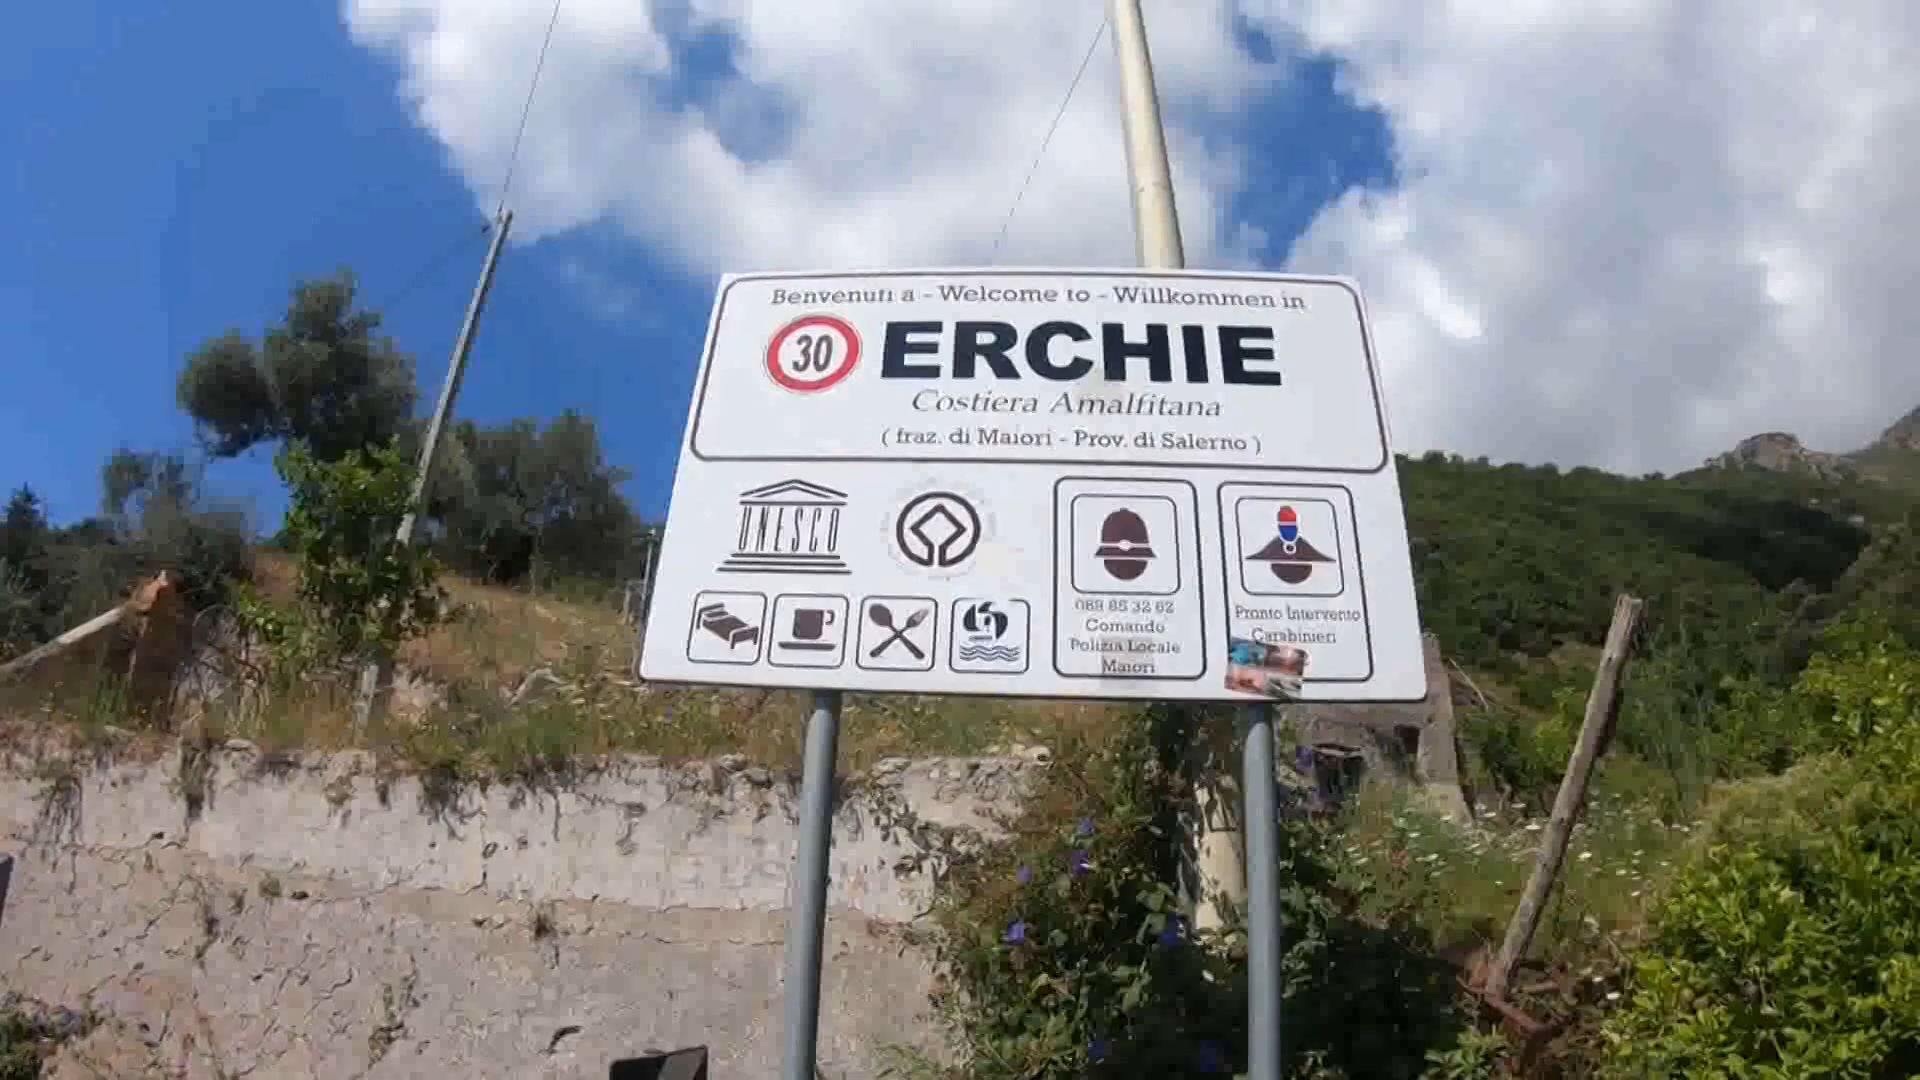 Benvenuti a - Welcome to - Willkommen in
30 ERCHIE
Costiera Amalfitana
( fraz. di Maiori - Prov. di Salerno )
UNESCO
089 85 32 62
Comando
Polizia Locale
Maiori
Pronto Intervento
Carabinieri